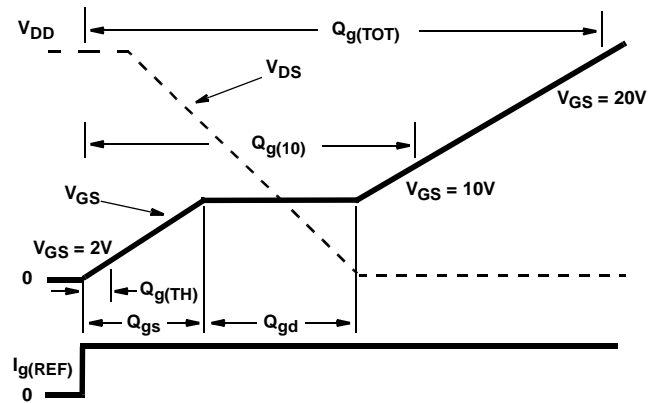 V_DD
Q_g(TOT)
V_DS
V_GS = 20V
Q_g(10)
V_GS = 10V
V_GS
V_GS = 2V
0
Q_g(TH)
Q_gs
Q_gd
I_g(REF)
0